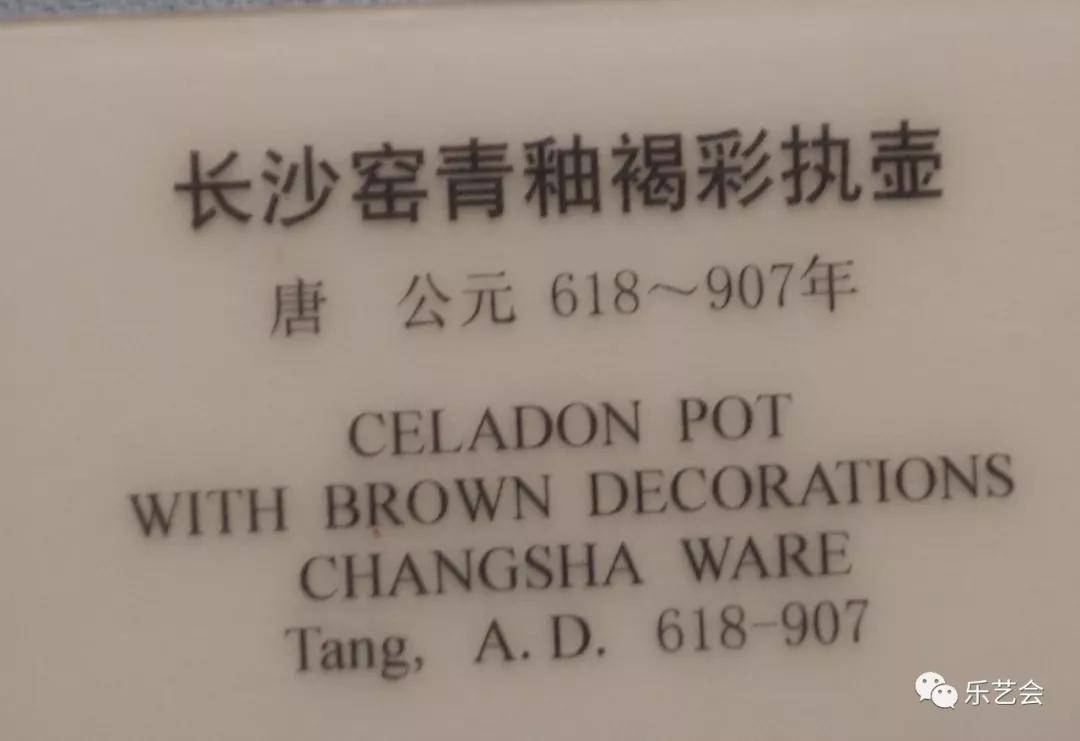 长沙窑青釉褐彩执壶
唐 公元 618～907年
CELADON POT
WITH BROWN DECORATIONS
CHANGSHA WARE
Tang, A.D. 618-907
乐艺会